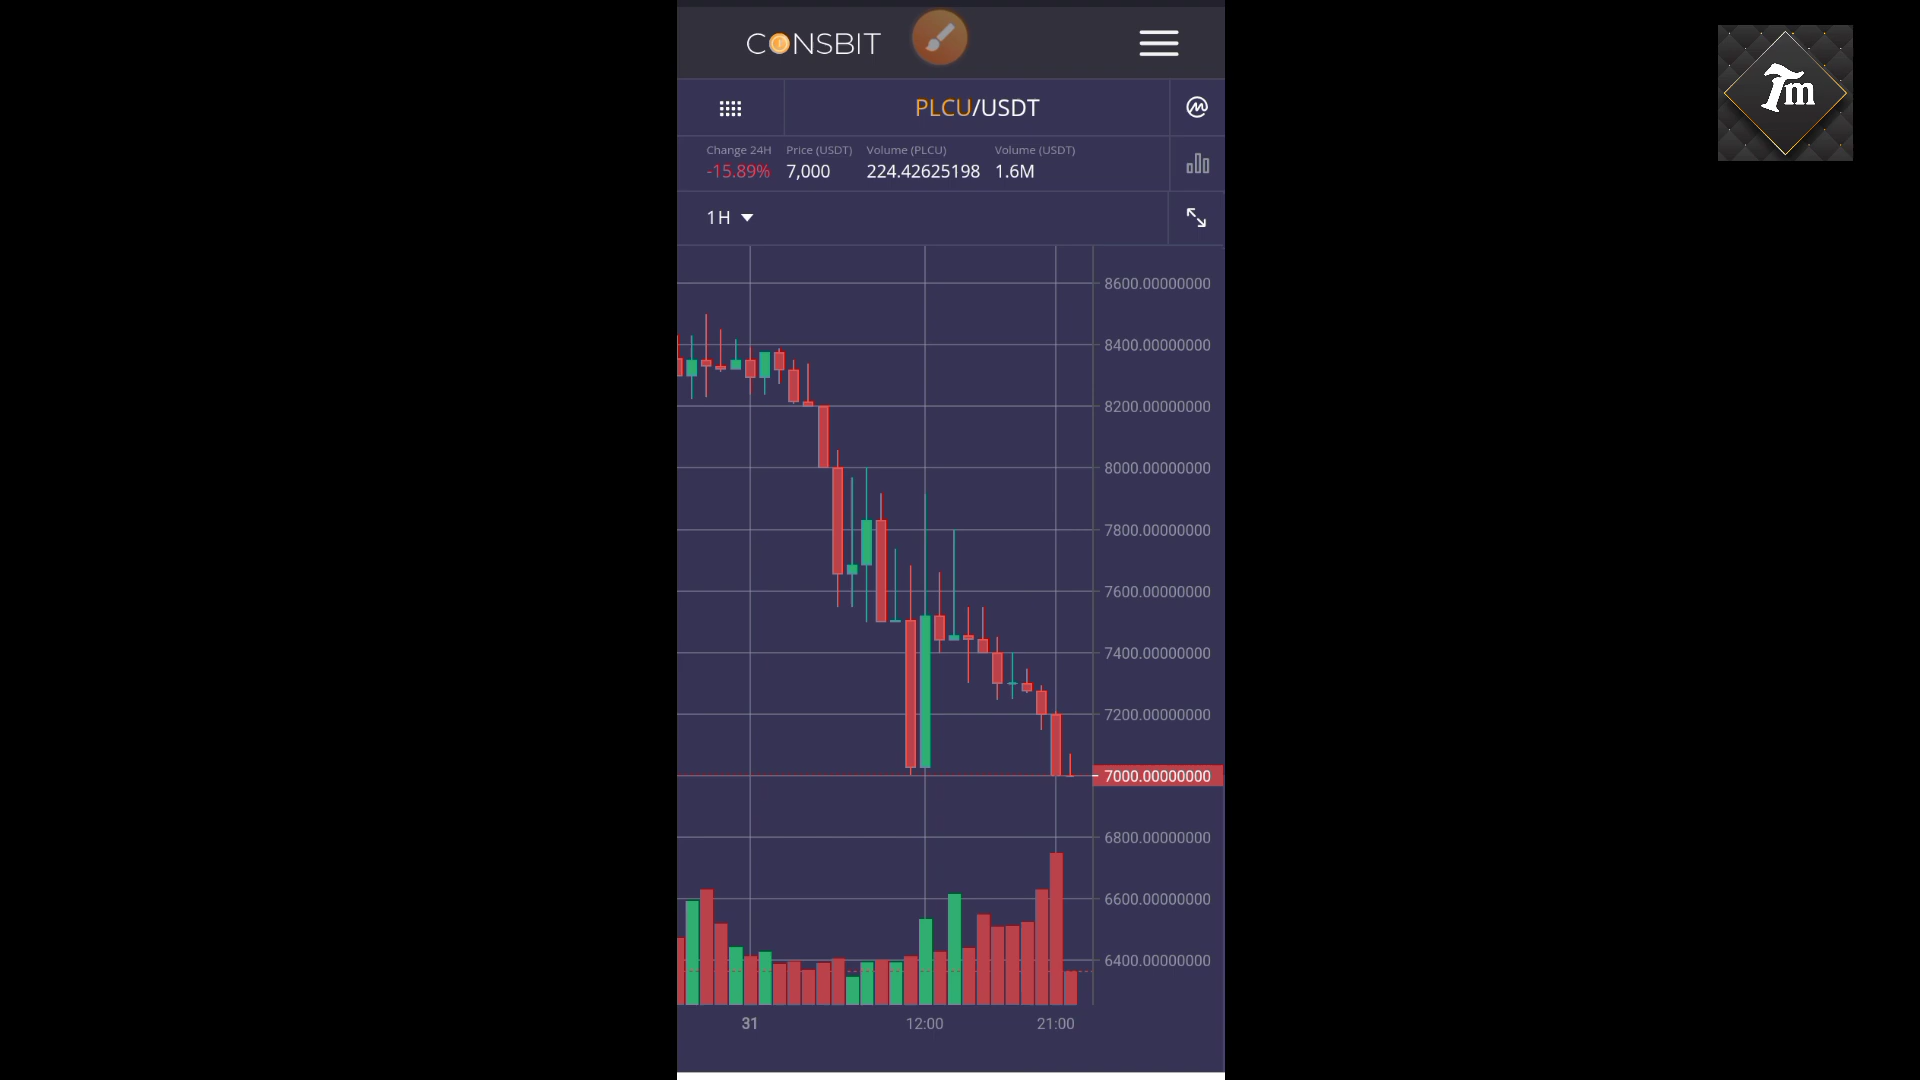 CONSBIT
PLCU/USDT
Change 24H Price (USDT) Volume (PLCU) Volume (USDT)
-15.89% 7,000 224.42625198 1.6M
1H
8600.00000000
8400.00000000
8200.00000000
8000.00000000
7800.00000000
7600.00000000
7400.00000000
7200.00000000
7000.00000000
6800.00000000
6600.00000000
6400.00000000
31 12:00 21:00
Tm